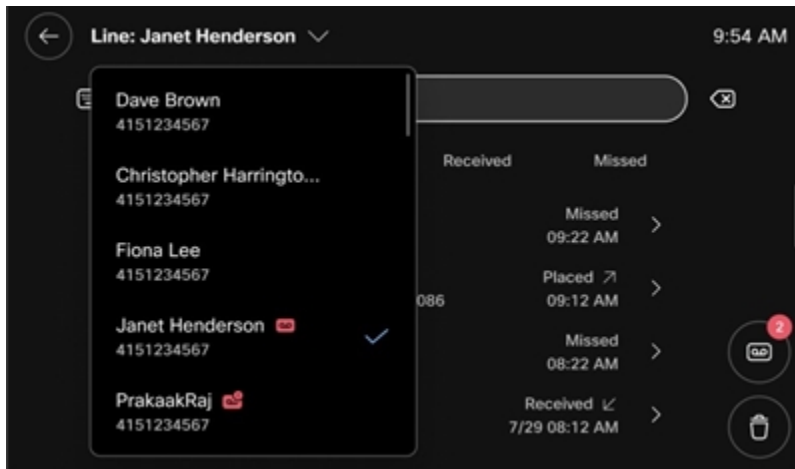 Line: Janet Henderson
9:54 AM
Dave Brown
4151234567
Christopher Harringto...
4151234567
Fiona Lee
4151234567
Janet Henderson
4151234567
PrakaakRaj
4151234567
Received
Missed
Missed
09:22 AM
Placed
086
09:12 AM
Missed
08:22 AM
Received
7/29 08:12 AM
2